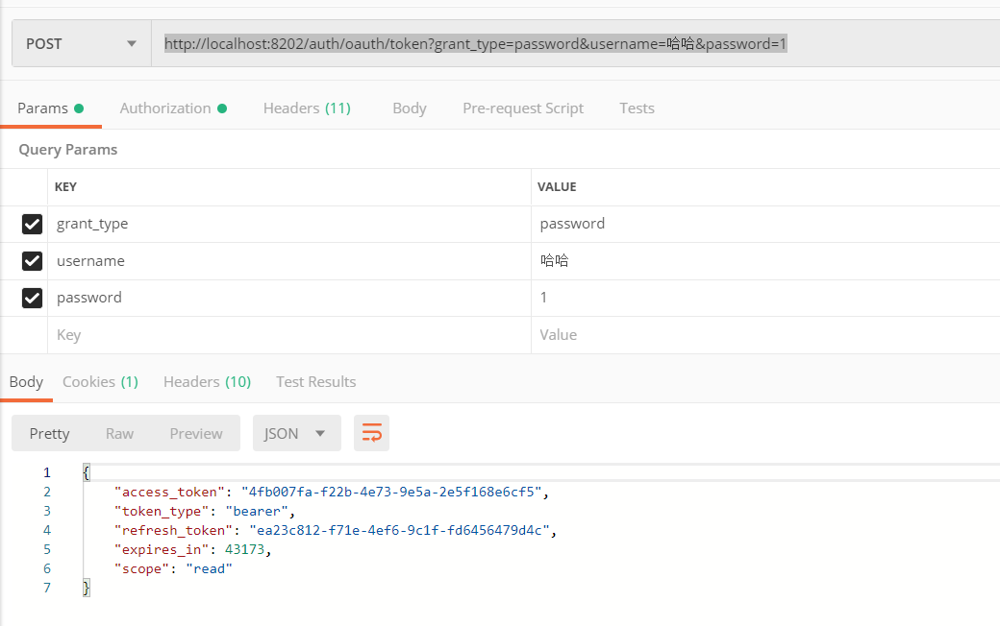 POST
http://localhost:8202/auth/oauth/token?grant_type=password&username=哈哈&password=1
Params Authorization Headers (11) Body Pre-request Script Tests
Query Params
KEY VALUE
grant_type password
username 哈哈
password 1
Key Value
Body Cookies (1) Headers (10) Test Results
Pretty Raw Preview JSON
1 {
2 "access_token": "4fb007fa-f22b-4e73-9e5a-2e5f168e6cf5",
3 "token_type": "bearer",
4 "refresh_token": "ea23c812-f71e-4ef6-9c1f-fd6456479d4c",
5 "expires_in": 43173,
6 "scope": "read"
7 }